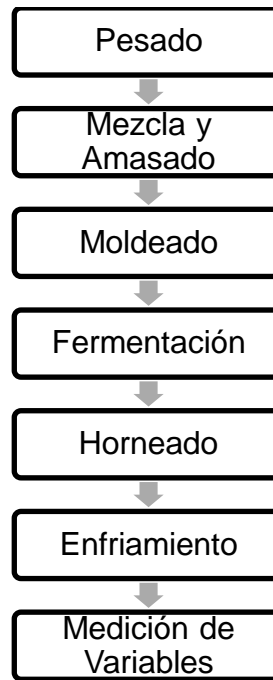 Pesado
Mezcla y
Amasado
Moldeado
Fermentación
Horneado
Enfriamiento
Medición de
Variables